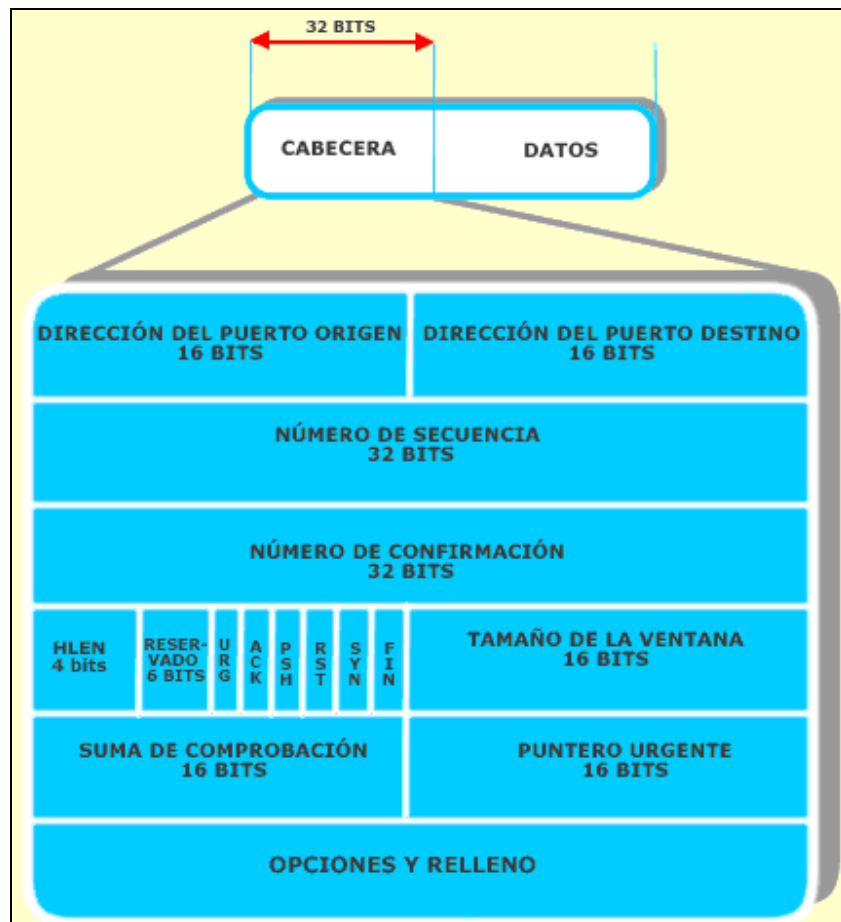 32 BITS
CABECERA
DATOS
DIRECCIÓN DEL PUERTO ORIGEN
16 BITS
DIRECCIÓN DEL PUERTO DESTINO
16 BITS
NÚMERO DE SECUENCIA
32 BITS
NÚMERO DE CONFIRMACIÓN
32 BITS
HLEN
4 bits
RESER-
VADO
6 BITS
URG
ACK
PSH
RST
SYN
FIN
TAMAÑO DE LA VENTANA
16 BITS
SUMA DE COMPROBACIÓN
16 BITS
PUNTERO URGENTE
16 BITS
OPCIONES Y RELLENO